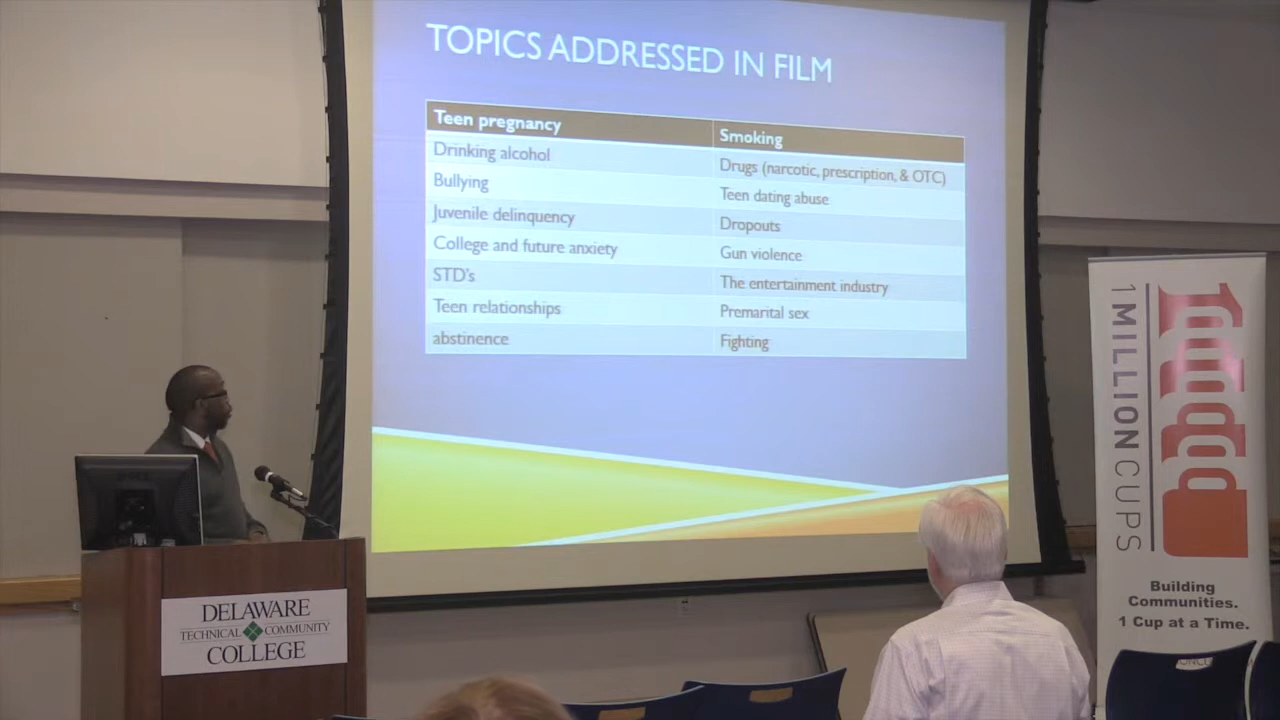 TOPICS ADDRESSED IN FILM
Teen pregnancy Smoking
Drinking alcohol Drugs (narcotic, prescription, & OTC)
Bullying Teen dating abuse
Juvenile delinquency Dropouts
College and future anxiety Gun violence
STD's The entertainment industry
Teen relationships Premarital sex
abstinence Fighting
DELAWARE
TECHNICAL COMMUNITY
COLLEGE
1 MILLION CUPS
Building
Communities.
1 Cup at a Time.